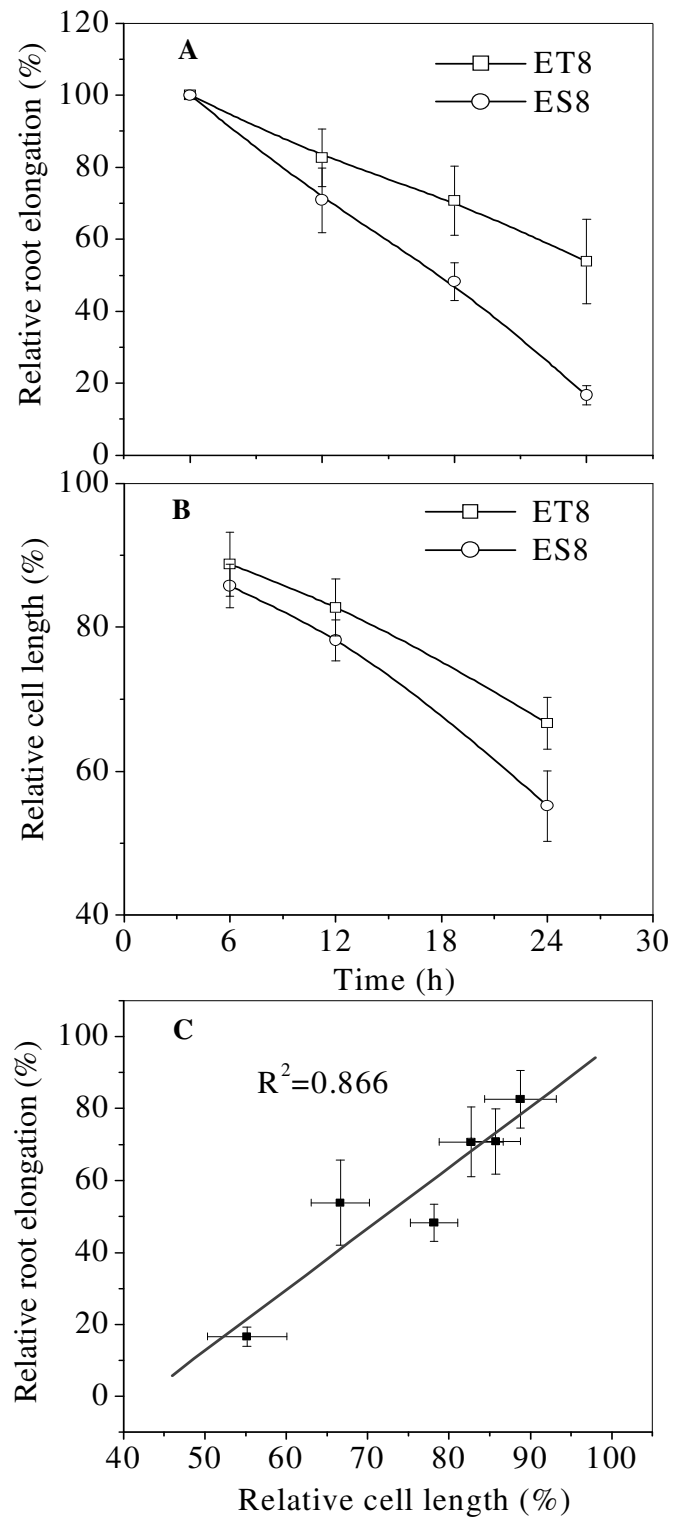 120
100
80
60
40
20
0
Relative root elongation (%)
A
ET8
ES8
100
80
60
40
Relative cell length (%)
B
ET8
ES8
0 6 12 18 24 30
Time (h)
100
80
60
40
20
0
Relative root elongation (%)
C
R²=0.866
40 50 60 70 80 90 100
Relative cell length (%)